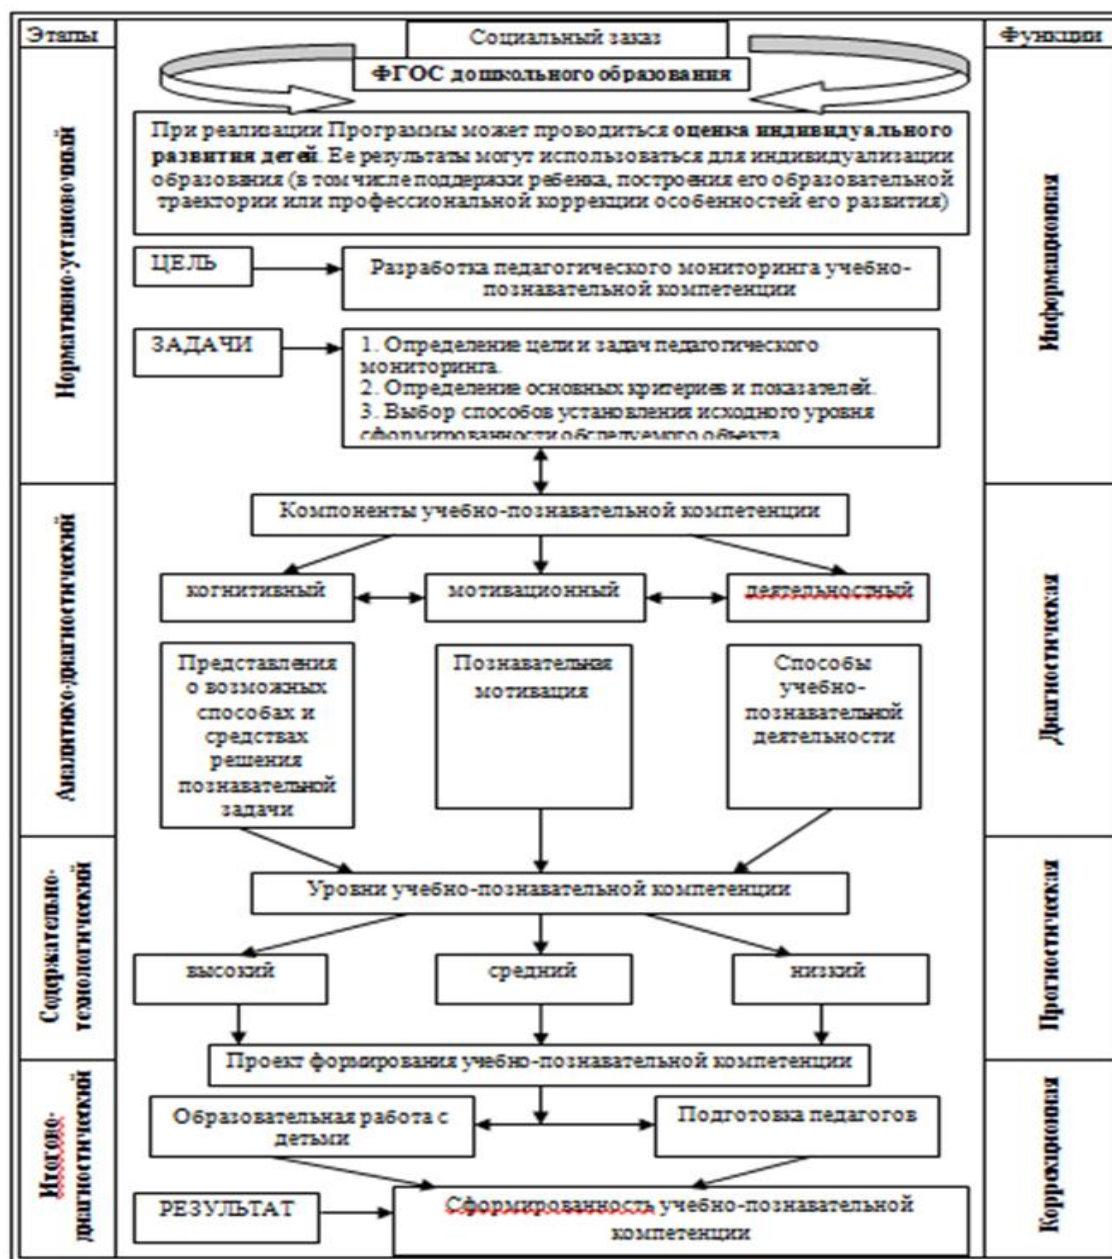 Этапы
Социальный заказ
Функции
ФГОС дошкольного образования
При реализации Программы может проводиться оценка индивидуального
развития детей. Ее результаты могут использоваться для индивидуализации
образования (в том числе поддержки ребенка, построения его образовательной
траектории или профессиональной коррекции особенностей его развития)
Нормативно-установочный
Информационная
ЦЕЛЬ
Разработка педагогического мониторинга учебно-
познавательной компетенции
ЗАДАЧИ
1. Определение цели и задач педагогического
мониторинга.
2. Определение основных критериев и показателей.
3. Выбор способов установления исходного уровня
сформированности обследуемого объекта
Аналитико-диагностический
Диагностическая
Компоненты учебно-познавательной компетенции
когнитивный
мотивационный
деятельностный
Представления
о возможных
способах и
средствах
решения
познавательной
задачи
Познавательная
мотивация
Способы
учебно-
познавательной
деятельности
Содержательно-
технологический
Прогностическая
Уровни учебно-познавательной компетенции
высокий
средний
низкий
Проект формирования учебно-познавательной компетенции
Итогово-
диагностический
Коррекционная
Образовательная работа с
детьми
Подготовка педагогов
РЕЗУЛЬТАТ
Сформированность учебно-познавательной
компетенции